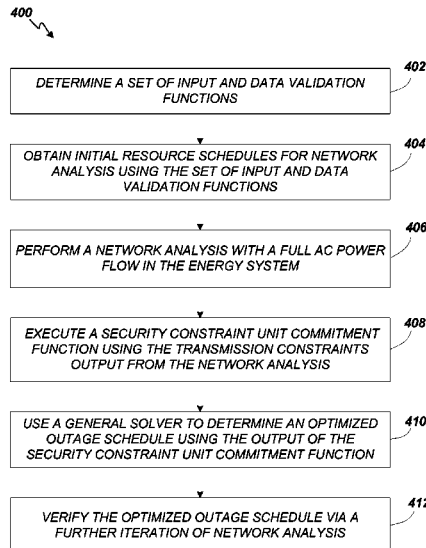 400
402
DETERMINE A SET OF INPUT AND DATA VALIDATION
FUNCTIONS
404
OBTAIN INITIAL RESOURCE SCHEDULES FOR NETWORK
ANALYSIS USING THE SET OF INPUT AND DATA
VALIDATION FUNCTIONS
406
PERFORM A NETWORK ANALYSIS WITH A FULL AC POWER
FLOW IN THE ENERGY SYSTEM
408
EXECUTE A SECURITY CONSTRAINT UNIT COMMITMENT
FUNCTION USING THE TRANSMISSION CONSTRAINTS
OUTPUT FROM THE NETWORK ANALYSIS
410
USE A GENERAL SOLVER TO DETERMINE AN OPTIMIZED
OUTAGE SCHEDULE USING THE OUTPUT OF THE
SECURITY CONSTRAINT UNIT COMMITMENT FUNCTION
412
VERIFY THE OPTIMIZED OUTAGE SCHEDULE VIA A
FURTHER ITERATION OF NETWORK ANALYSIS